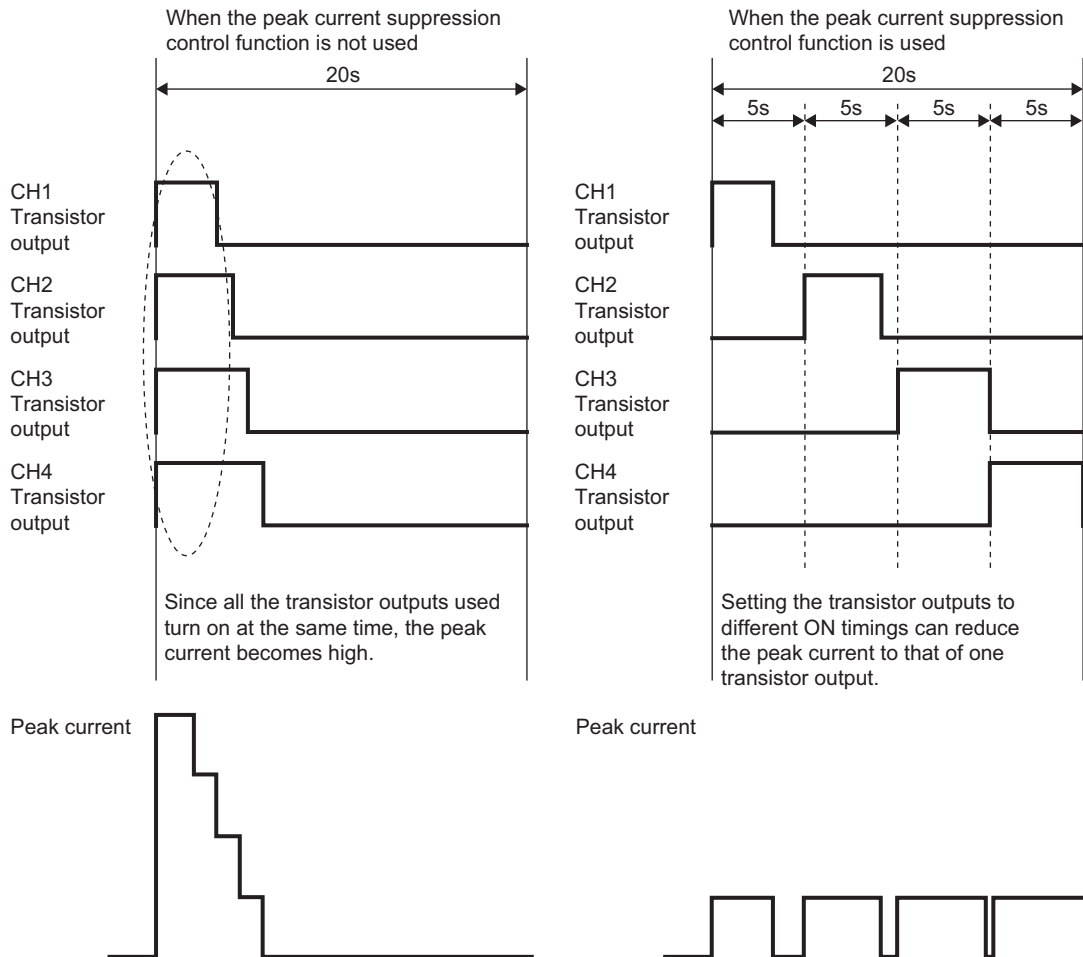 When the peak current suppression
control function is not used
20s
CH1
Transistor
output
CH2
Transistor
output
CH3
Transistor
output
CH4
Transistor
output
Since all the transistor outputs used
turn on at the same time, the peak
current becomes high.
Peak current
When the peak current suppression
control function is used
20s
5s 5s 5s 5s
CH1
Transistor
output
CH2
Transistor
output
CH3
Transistor
output
CH4
Transistor
output
Setting the transistor outputs to
different ON timings can reduce
the peak current to that of one
transistor output.
Peak current